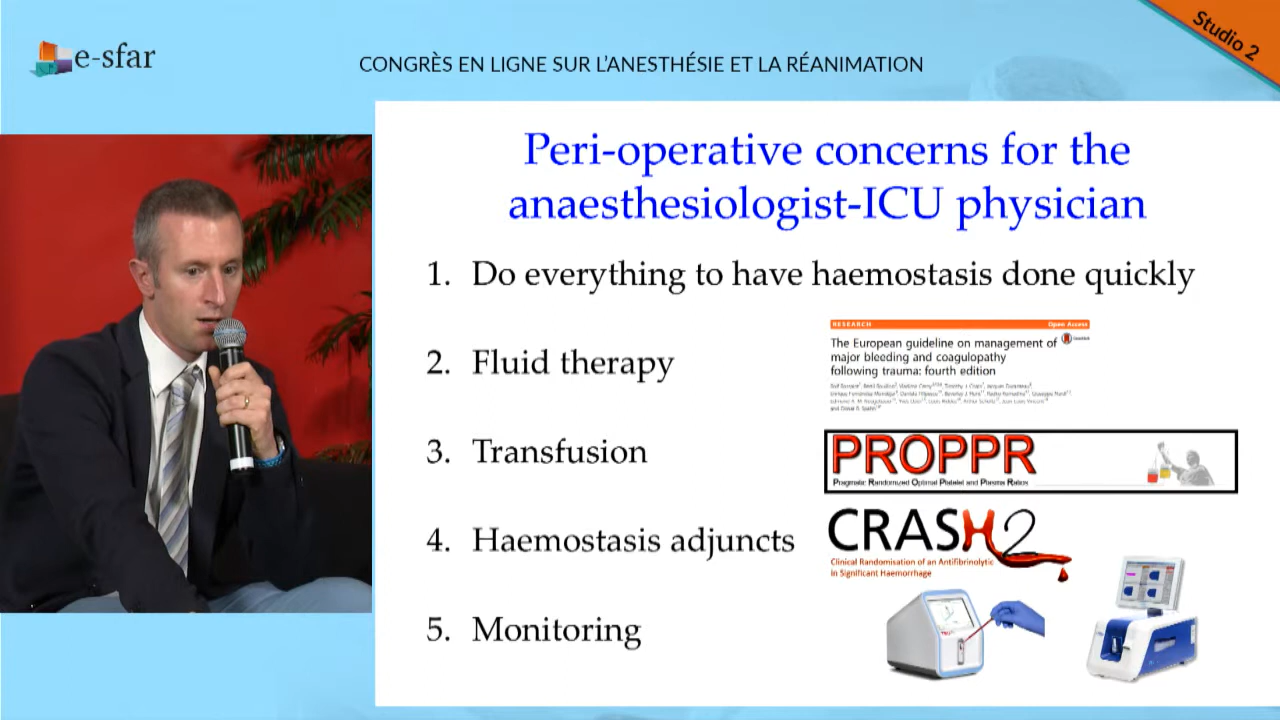 e-sfar
CONGRÈS EN LIGNE SUR L'ANESTHÉSIE ET LA RÉANIMATION
Studio 2
Peri-operative concerns for the
anaesthesiologist-ICU physician
1. Do everything to have haemostasis done quickly
RESEARCH Open Access
The European guideline on management of
major bleeding and coagulopathy
following trauma: fourth edition
2. Fluid therapy
3. Transfusion
PROPPR
Pragmatic Randomized Optimal Platelet and Plasma Ratios
4. Haemostasis adjuncts
CRASH2
Clinical Randomisation of an Antifibrinolytic
in Significant Haemorrhage
5. Monitoring